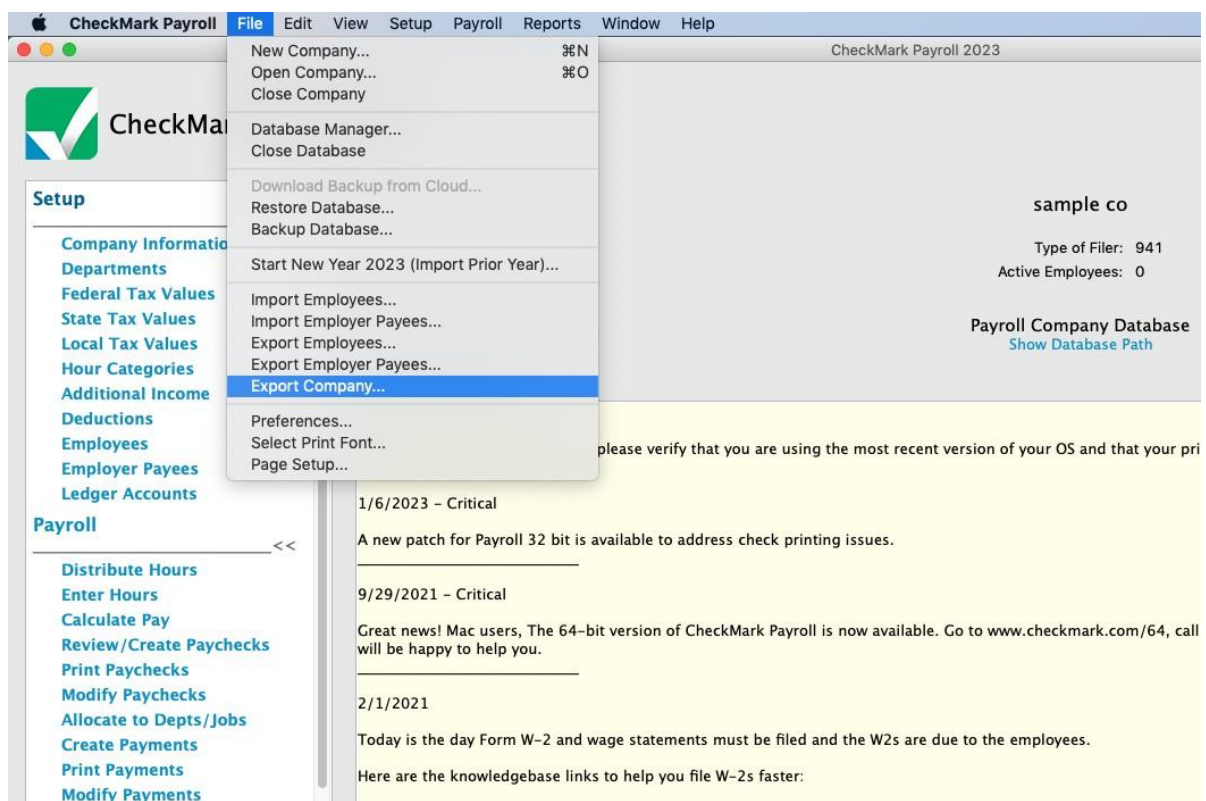 CheckMark Payroll File Edit View Setup Payroll Reports Window Help
CheckMark Payroll 2023
New Company... ⌘N
Open Company... ⌘O
Close Company
Database Manager...
Close Database
Download Backup from Cloud...
Restore Database...
Backup Database...
Start New Year 2023 (Import Prior Year)...
Import Employees...
Import Employer Payees...
Export Employees...
Export Employer Payees...
Export Company...
Preferences...
Select Print Font...
Page Setup...
CheckMa
Setup
Company Informatio
Departments
Federal Tax Values
State Tax Values
Local Tax Values
Hour Categories
Additional Income
Deductions
Employees
Employer Payees
Ledger Accounts
Payroll
<<
Distribute Hours
Enter Hours
Calculate Pay
Review/Create Paychecks
Print Paychecks
Modify Paychecks
Allocate to Depts/Jobs
Create Payments
Print Payments
Modify Payments
sample co
Type of Filer: 941
Active Employees: 0
Payroll Company Database
Show Database Path
please verify that you are using the most recent version of your OS and that your pri
1/6/2023 – Critical
A new patch for Payroll 32 bit is available to address check printing issues.
9/29/2021 – Critical
Great news! Mac users, The 64-bit version of CheckMark Payroll is now available. Go to www.checkmark.com/64, call
will be happy to help you.
2/1/2021
Today is the day Form W-2 and wage statements must be filed and the W2s are due to the employees.
Here are the knowledgebase links to help you file W-2s faster: